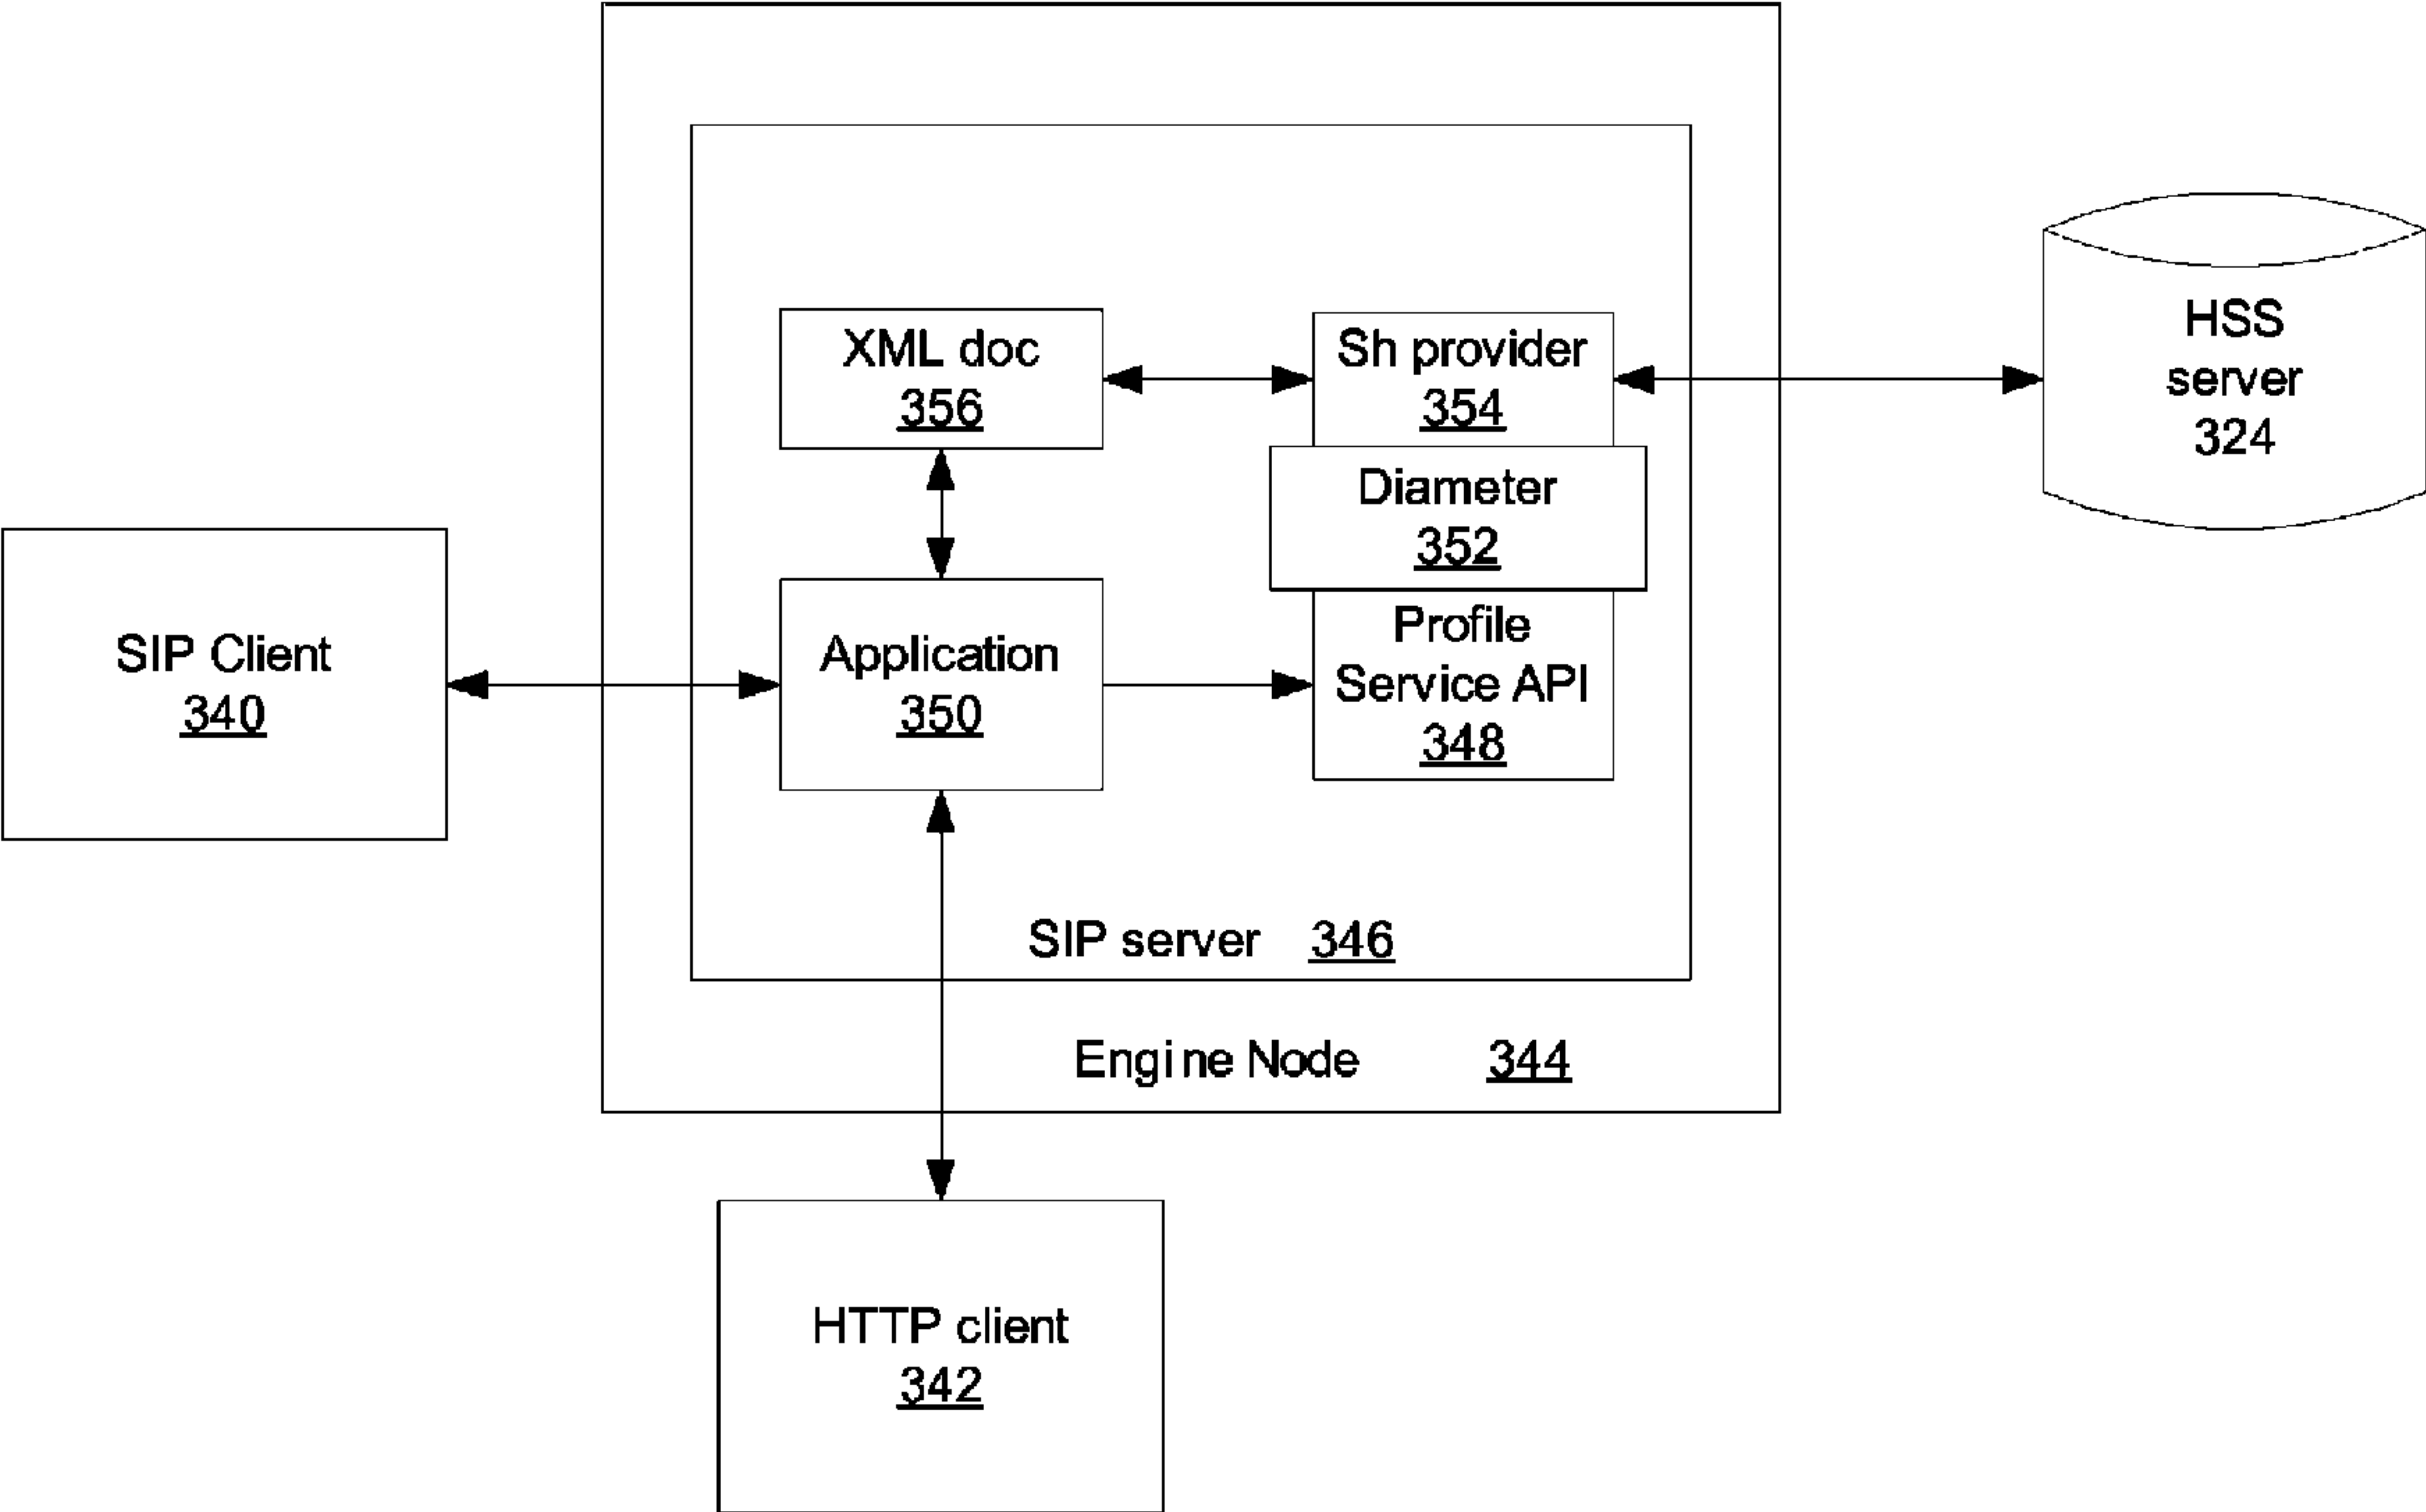 XML doc
356
Sh provider
354
HSS
server
324
Diameter
352
SIP Client
340
Application
350
Profile
Service API
348
SIP server 346
Engine Node 344
HTTP client
342